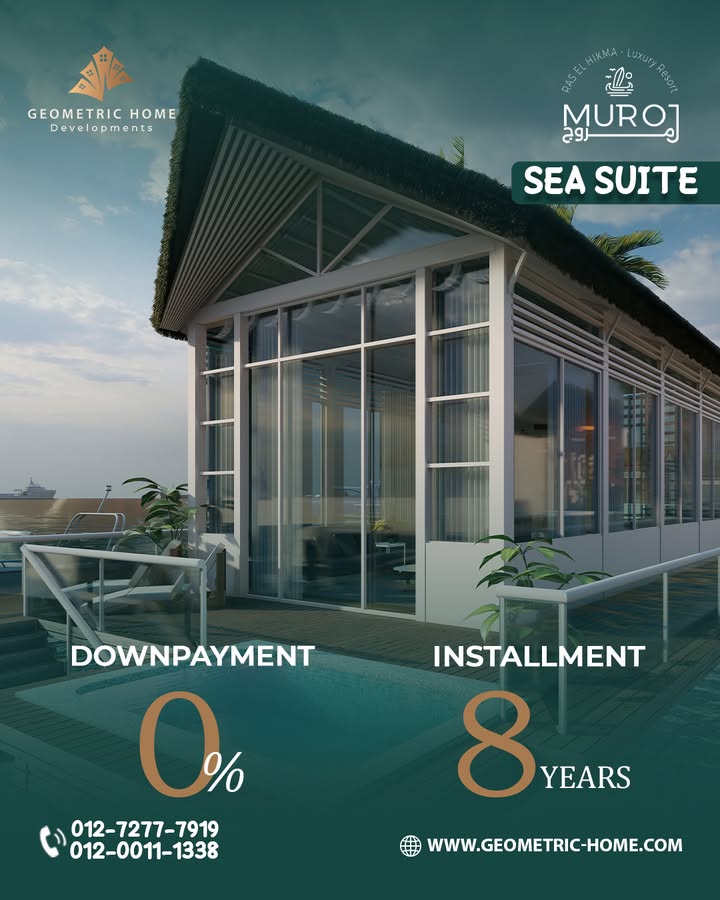 GEOMETRIC HOME
Developments
RAS EL HIKMA - Luxury Resort
MUROJ
مروج
SEA SUITE
DOWNPAYMENT
0%
INSTALLMENT
8 YEARS
012-7277-7919
012-0011-1338
WWW.GEOMETRIC-HOME.COM